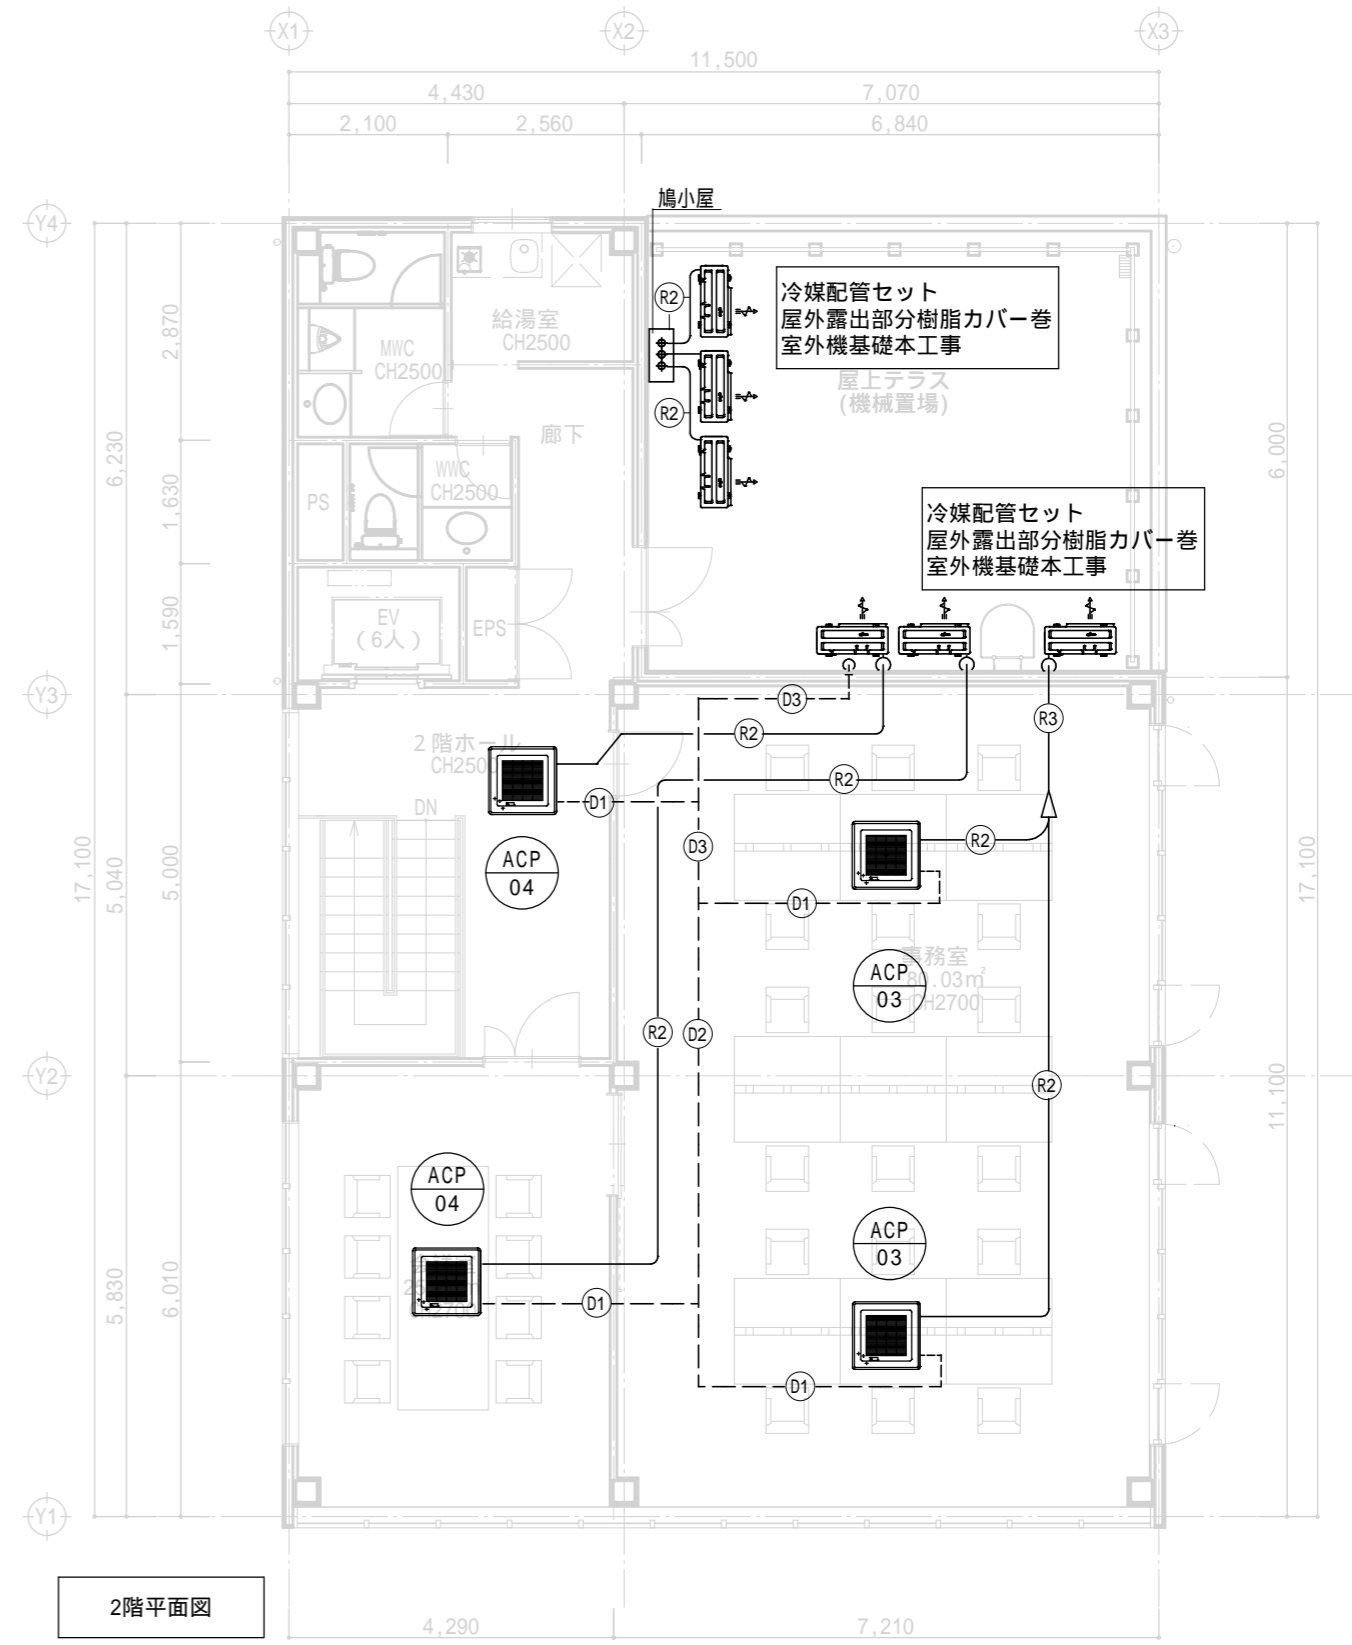 X1
X2
X3
11,500
4,430
7,070
2,100
2,560
6,840
鳩小屋
Y4
R2
冷媒配管セット
屋外露出部分樹脂カバー巻
室外機基礎本工事
給湯室
CH2500
2,870
MWC
CH2500
屋上テラス
(機械置場)
R2
廊下
6,230
6,000
WWC
CH2500
PS
1,630
冷媒配管セット
屋外露出部分樹脂カバー巻
室外機基礎本工事
EV
(6人)
EPS
1,590
Y3
D3
R2
R3
2階ホール
CH2500
R2
DN
D1
D3
R2
ACP
04
17,100
5,040
5,000
17,100
D1
事務室
80.03㎡
CH2700
ACP
03
R2
D2
Y2
R2
11,100
ACP
04
ACP
03
5,830
6,010
D1
D1
Y1
2階平面図
4,290
7,210